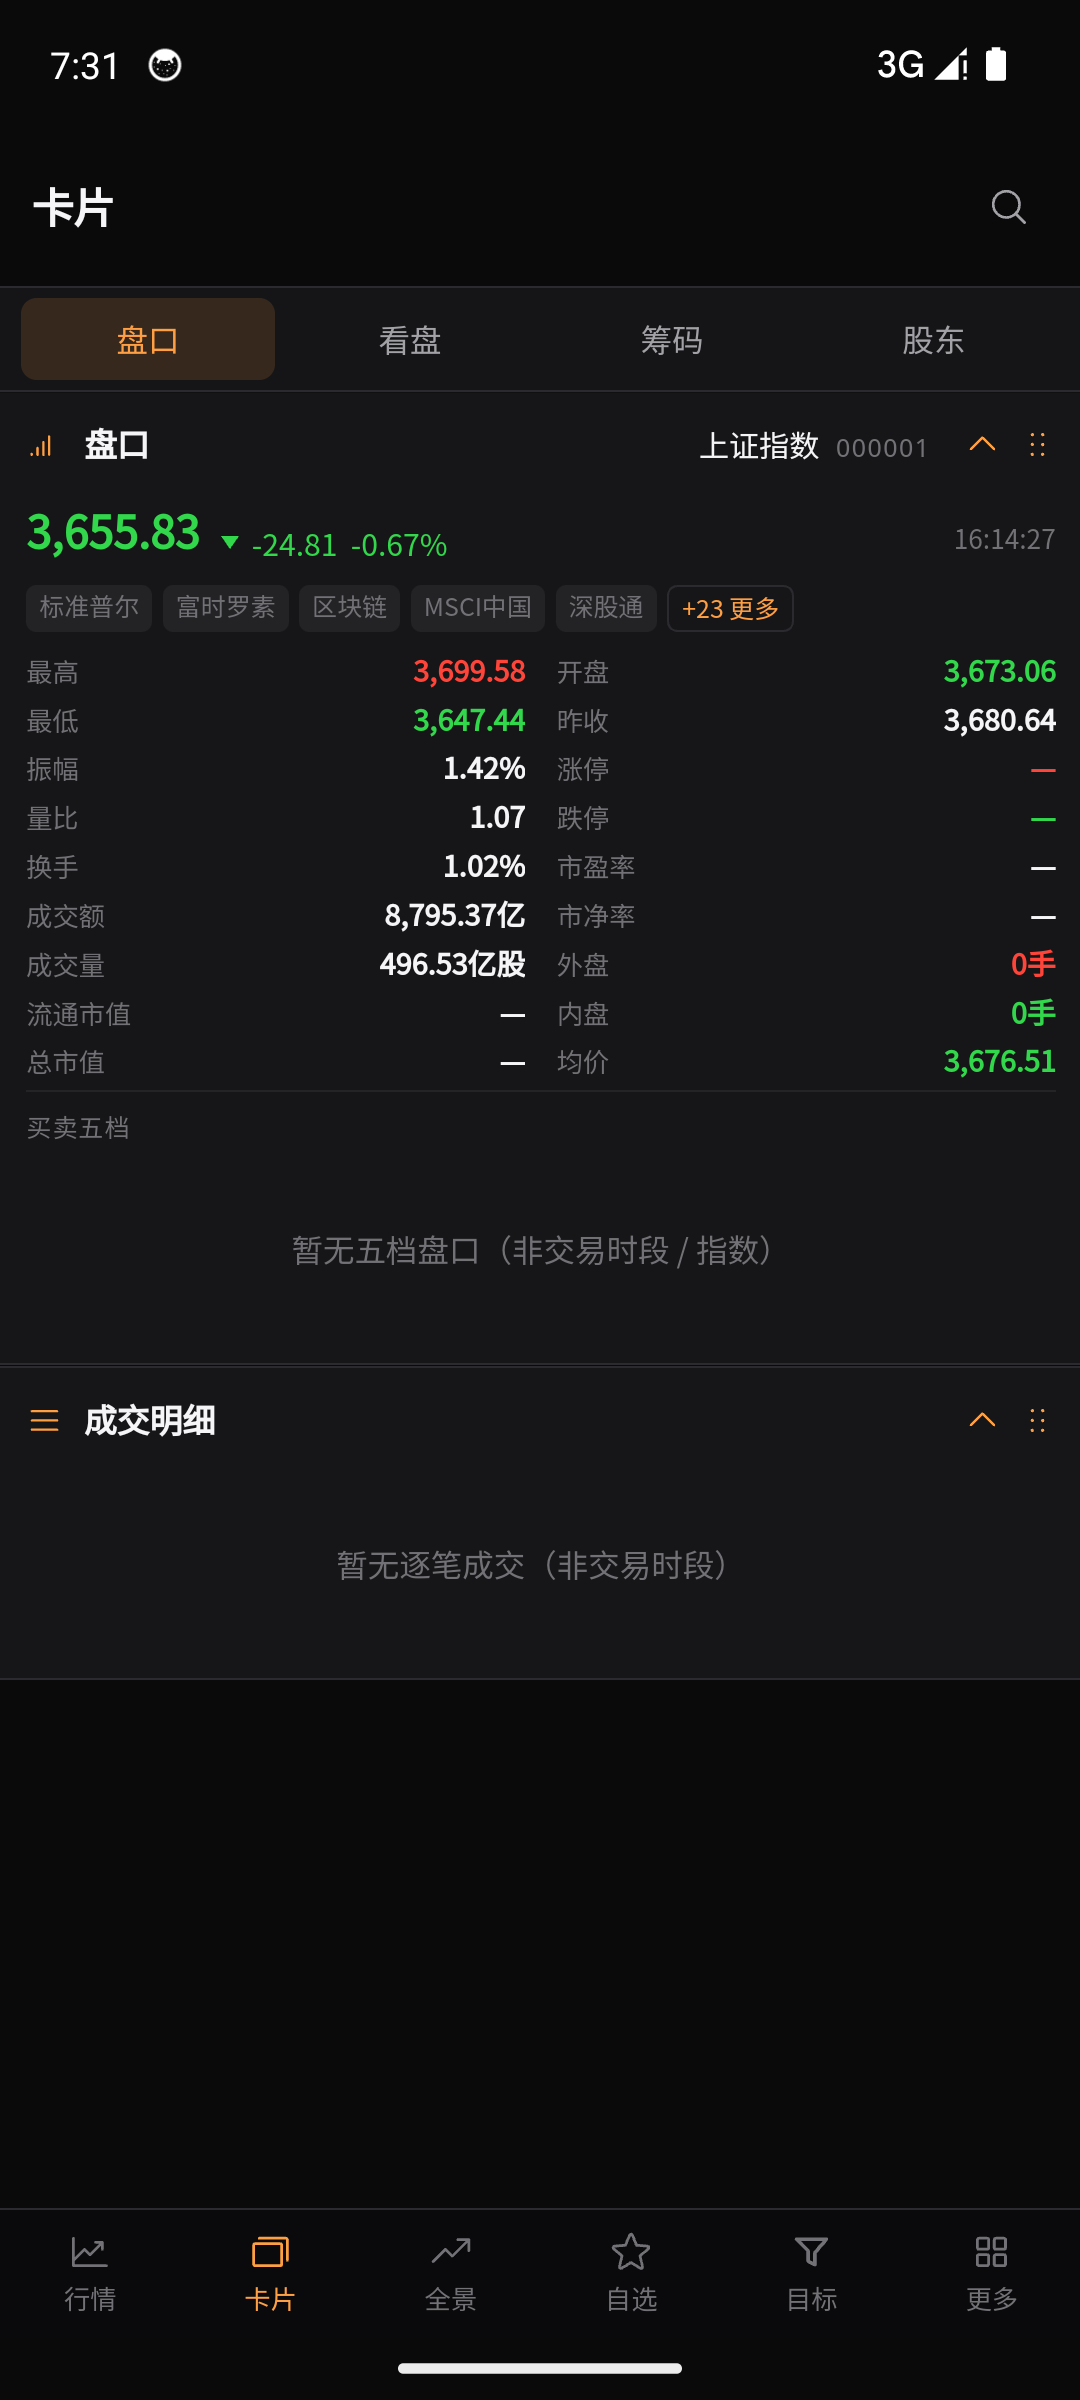 7:31 3G
卡片
盘口 看盘 筹码 股东
盘口 上证指数 000001
3,655.83 ▼ -24.81 -0.67% 16:14:27
标准普尔 富时罗素 区块链 MSCI中国 深股通 +23 更多
最高 3,699.58 开盘 3,673.06
最低 3,647.44 昨收 3,680.64
振幅 1.42% 涨停 —
量比 1.07 跌停 —
换手 1.02% 市盈率 —
成交额 8,795.37亿 市净率 —
成交量 496.53亿股 外盘 0手
流通市值 — 内盘 0手
总市值 — 均价 3,676.51
买卖五档
暂无五档盘口（非交易时段 / 指数）
成交明细
暂无逐笔成交（非交易时段）
行情 卡片 全景 自选 目标 更多